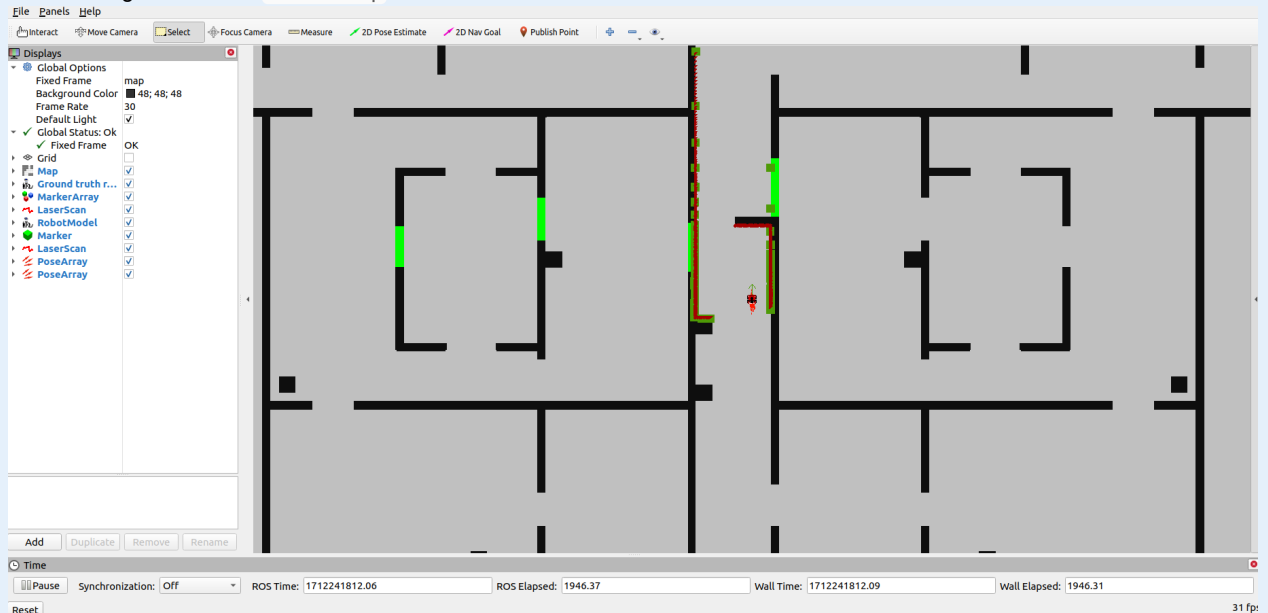 File Panels Help
Interact Move Camera Select Focus Camera Measure 2D Pose Estimate 2D Nav Goal Publish Point
Displays
Global Options
Fixed Frame map
Background Color 48; 48; 48
Frame Rate 30
Default Light
Global Status: Ok
Fixed Frame OK
Grid
Map
Ground truth r...
MarkerArray
LaserScan
RobotModel
Marker
LaserScan
PoseArray
PoseArray
Add Duplicate Remove Rename
Time
Pause Synchronization: Off ROS Time: 1712241812.06 ROS Elapsed: 1946.37 Wall Time: 1712241812.09 Wall Elapsed: 1946.31
Reset 31 fps